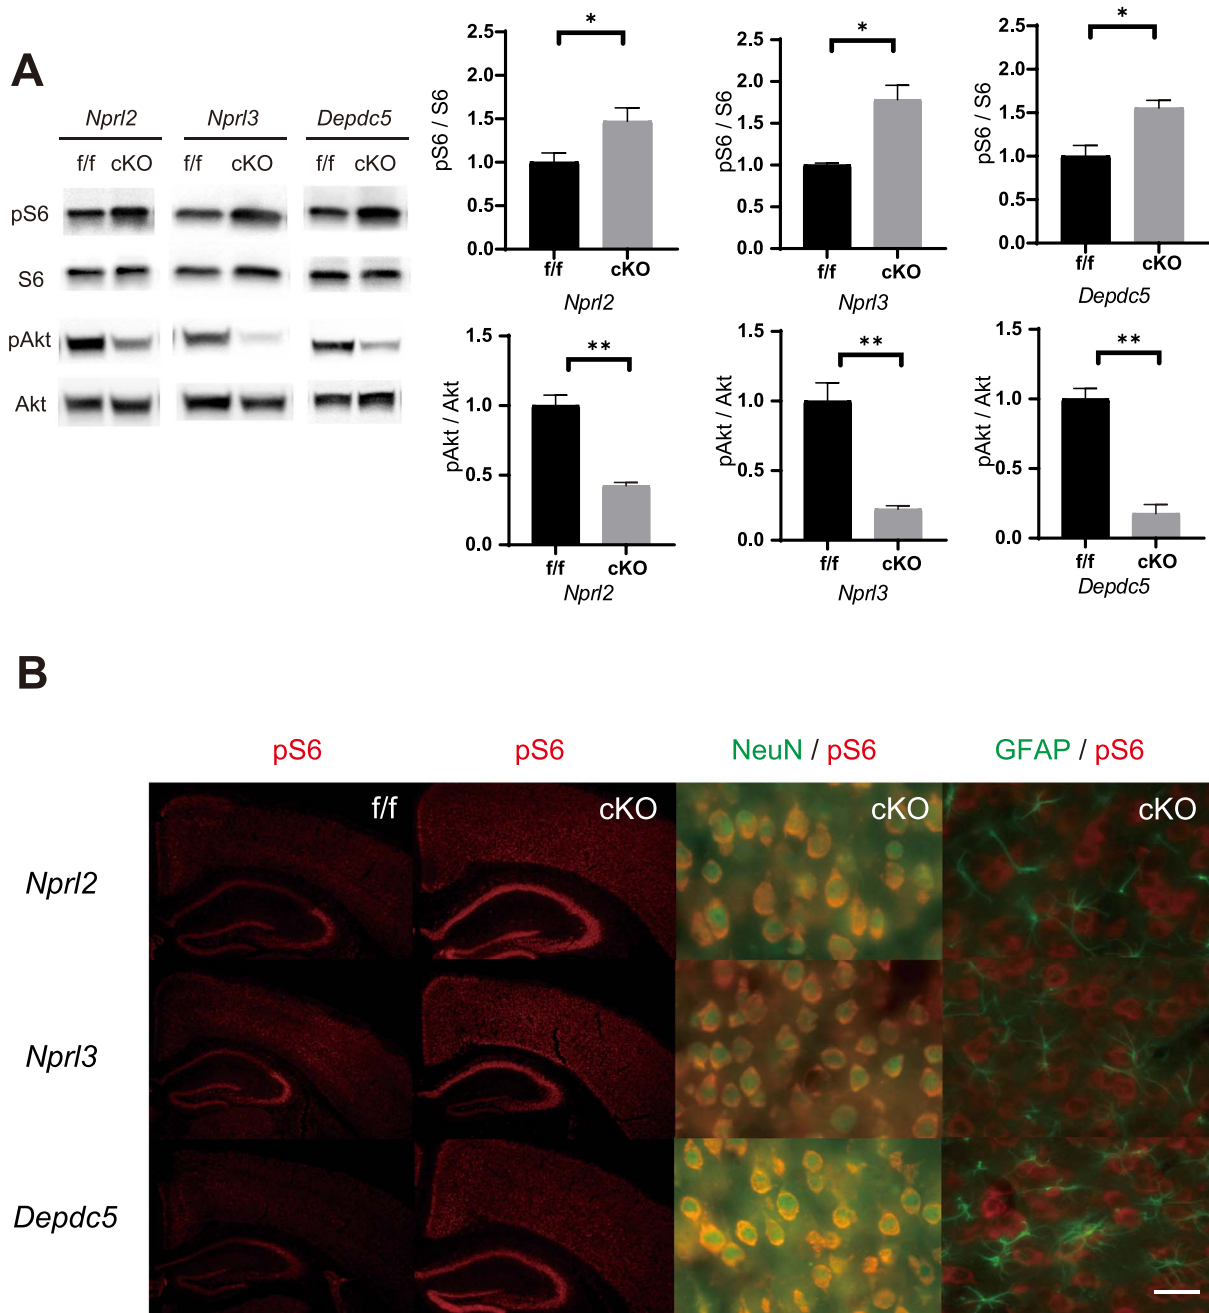 A
Nprl2 Nprl3 Depdc5
f/f cKO f/f cKO f/f cKO
pS6
S6
pAkt
Akt
*
2.5
2.0
1.5
1.0
0.5
0.0
pS6 / S6
f/f cKO
Nprl2
*
2.5
2.0
1.5
1.0
0.5
0.0
pS6 / S6
f/f cKO
Nprl3
*
2.5
2.0
1.5
1.0
0.5
0.0
pS6 / S6
f/f cKO
Depdc5
**
1.5
1.0
0.5
0.0
pAkt / Akt
f/f cKO
Nprl2
**
1.5
1.0
0.5
0.0
pAkt / Akt
f/f cKO
Nprl3
**
1.5
1.0
0.5
0.0
pAkt / Akt
f/f cKO
Depdc5
B
pS6 pS6 NeuN / pS6 GFAP / pS6
f/f cKO cKO cKO
Nprl2
Nprl3
Depdc5